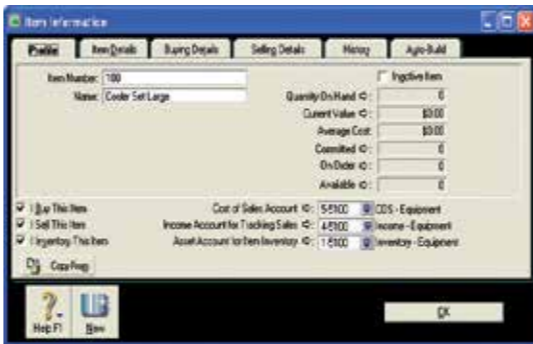 Item Information
Profile Item Details Buying Details Selling Details History Auto-Build
Item Number: 100 Inactive Item
Name: Cooler Set Large Quantity On Hand : 0
Current Value : $0.00
Average Cost: $0.00
Committed : 0
On Order : 0
Available : 0
I Buy This Item Cost of Sales Account : 5-5100 COS - Equipment
I Sell This Item Income Account for Tracking Sales : 4-5100 Income - Equipment
I Inventory This Item Asset Account for Item Inventory : 1-5100 Inventory - Equipment
Copy From
Help F1 New OK